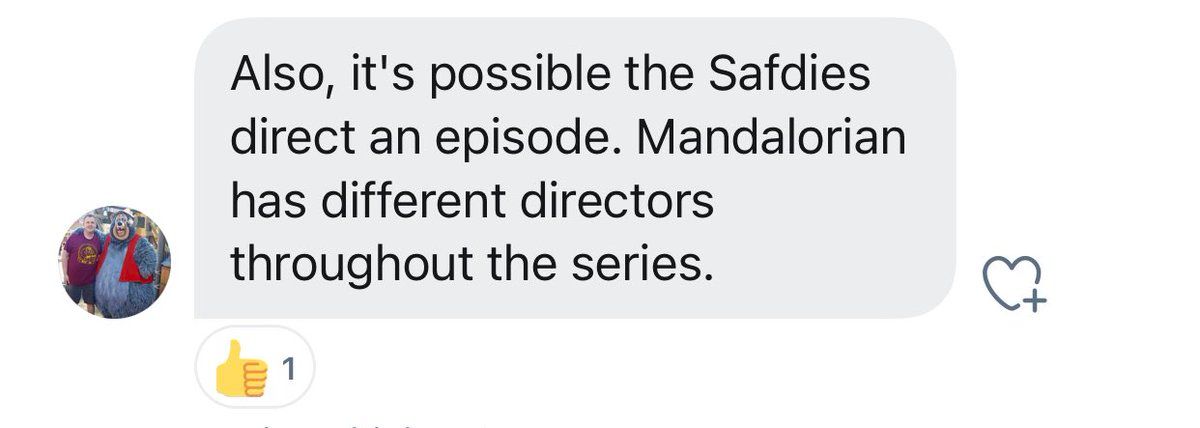 Also, it's possible the Safdies
direct an episode. Mandalorian
has different directors
throughout the series.
1